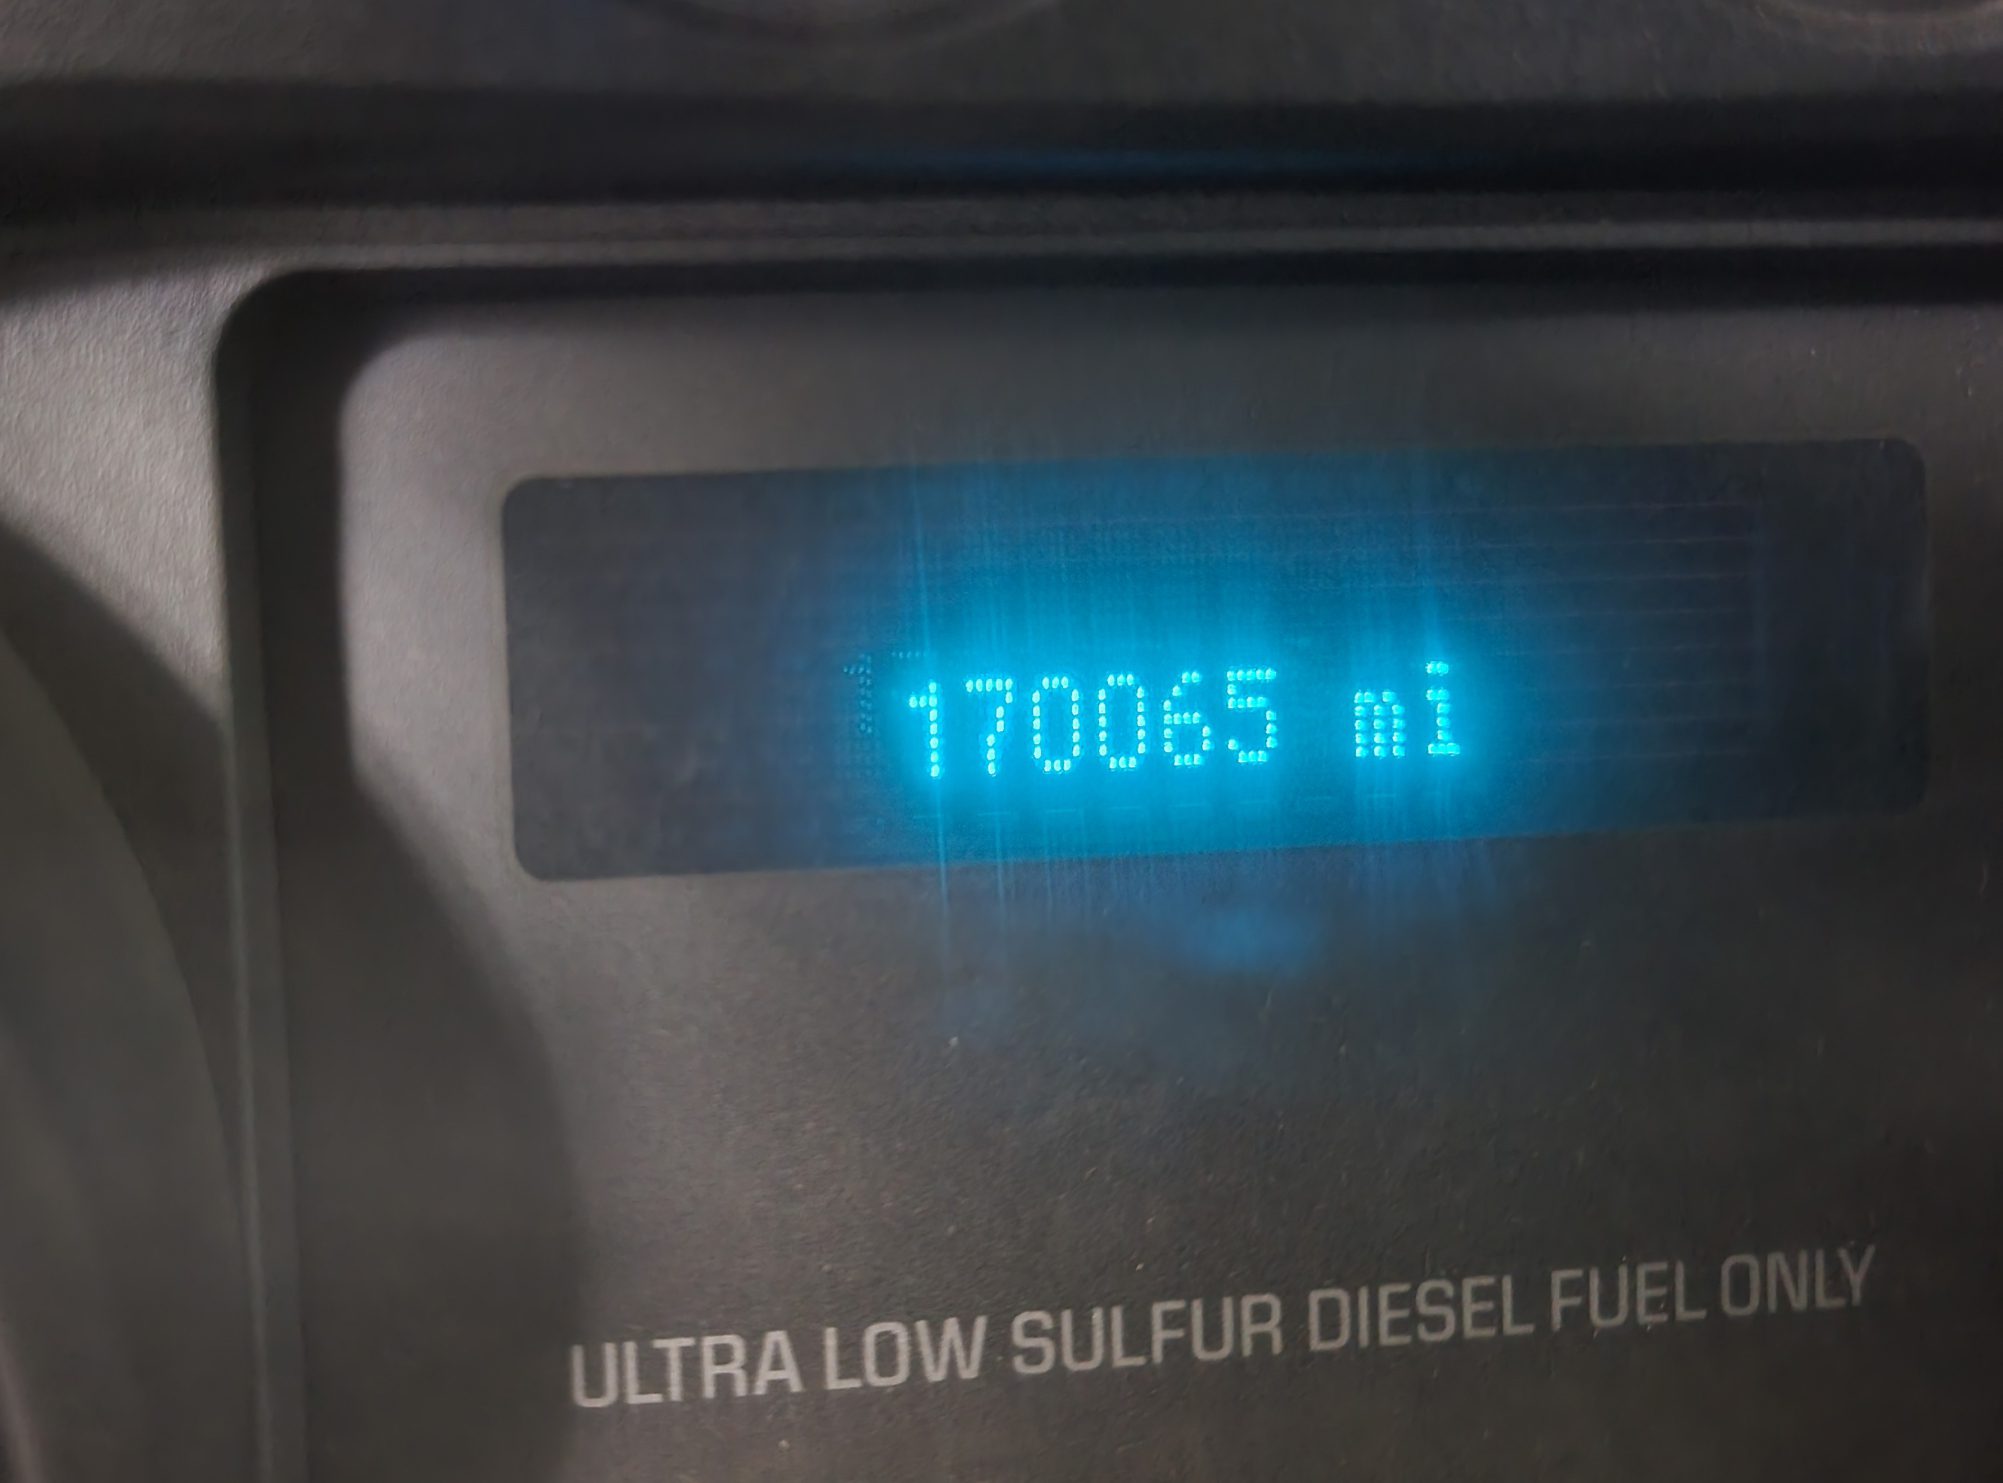 170065 mi
ULTRA LOW SULFUR DIESEL FUEL ONLY